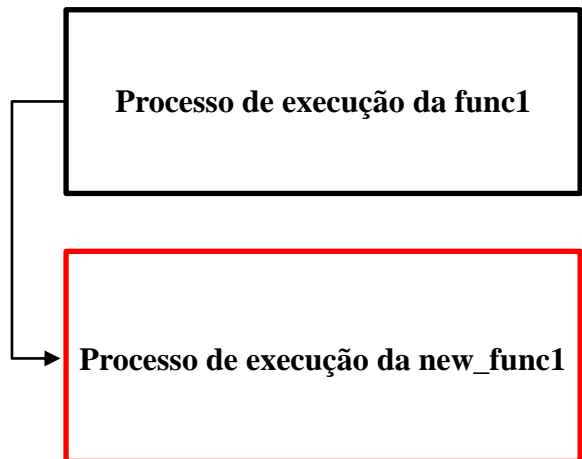 Processo de execução da func1
Processo de execução da new_func1